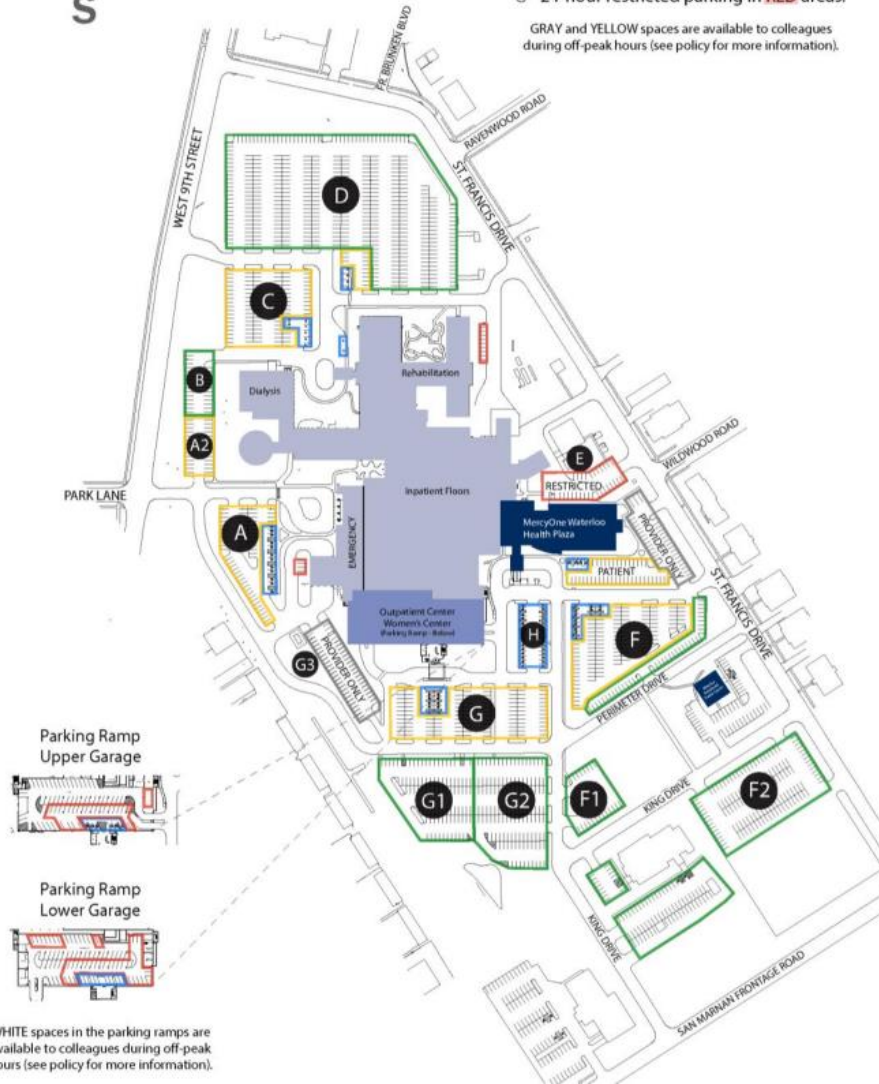 S
24-hour restricted parking in RED areas.
GRAY and YELLOW spaces are available to colleagues
during off-peak hours (see policy for more information).
FR. BRUNKEN BLVD
RAVENWOOD ROAD
WEST 9TH STREET
ST. FRANCIS DRIVE
D
C
B
A2
Dialysis
Rehabilitation
PARK LANE
WILDWOOD ROAD
E
RESTRICTED
Inpatient Floors
A
EMERGENCY
MercyOne Waterloo
Health Plaza
PROVIDER ONLY
PATIENT
ST. FRANCIS DRIVE
Outpatient Center
Women's Center
(Parking Ramp - Below)
H
F
G3
PROVIDER ONLY
PERIMETER DRIVE
G
G1
G2
F1
KING DRIVE
F2
KING DRIVE
SAN MARNAN FRONTAGE ROAD
Parking Ramp
Upper Garage
Parking Ramp
Lower Garage
WHITE spaces in the parking ramps are
available to colleagues during off-peak
hours (see policy for more information).